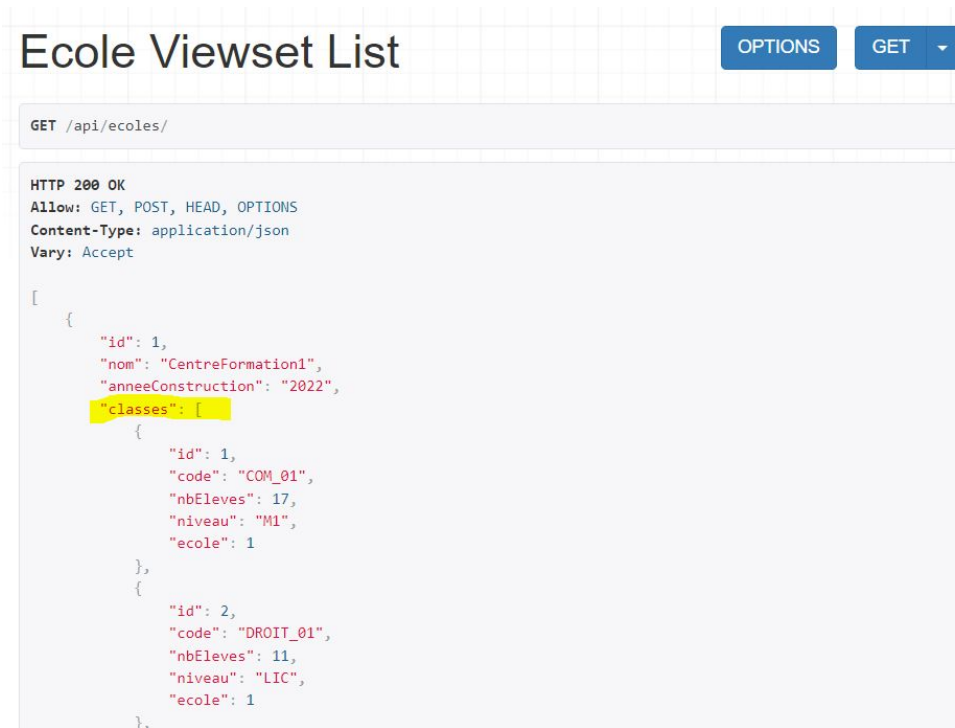 Ecole Viewset List
OPTIONS GET
GET /api/ecoles/
HTTP 200 OK
Allow: GET, POST, HEAD, OPTIONS
Content-Type: application/json
Vary: Accept
[
    {
        "id": 1,
        "nom": "CentreFormation1",
        "anneeConstruction": "2022",
        "classes": [
            {
                "id": 1,
                "code": "COM_01",
                "nbEleves": 17,
                "niveau": "M1",
                "ecole": 1
            },
            {
                "id": 2,
                "code": "DROIT_01",
                "nbEleves": 11,
                "niveau": "LIC",
                "ecole": 1
            },